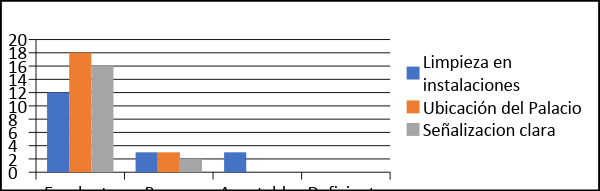 20
18
16
14
12
10
8
6
4
2
0
Limpieza en
instalaciones
Ubicación del Palacio
Señalizacion clara